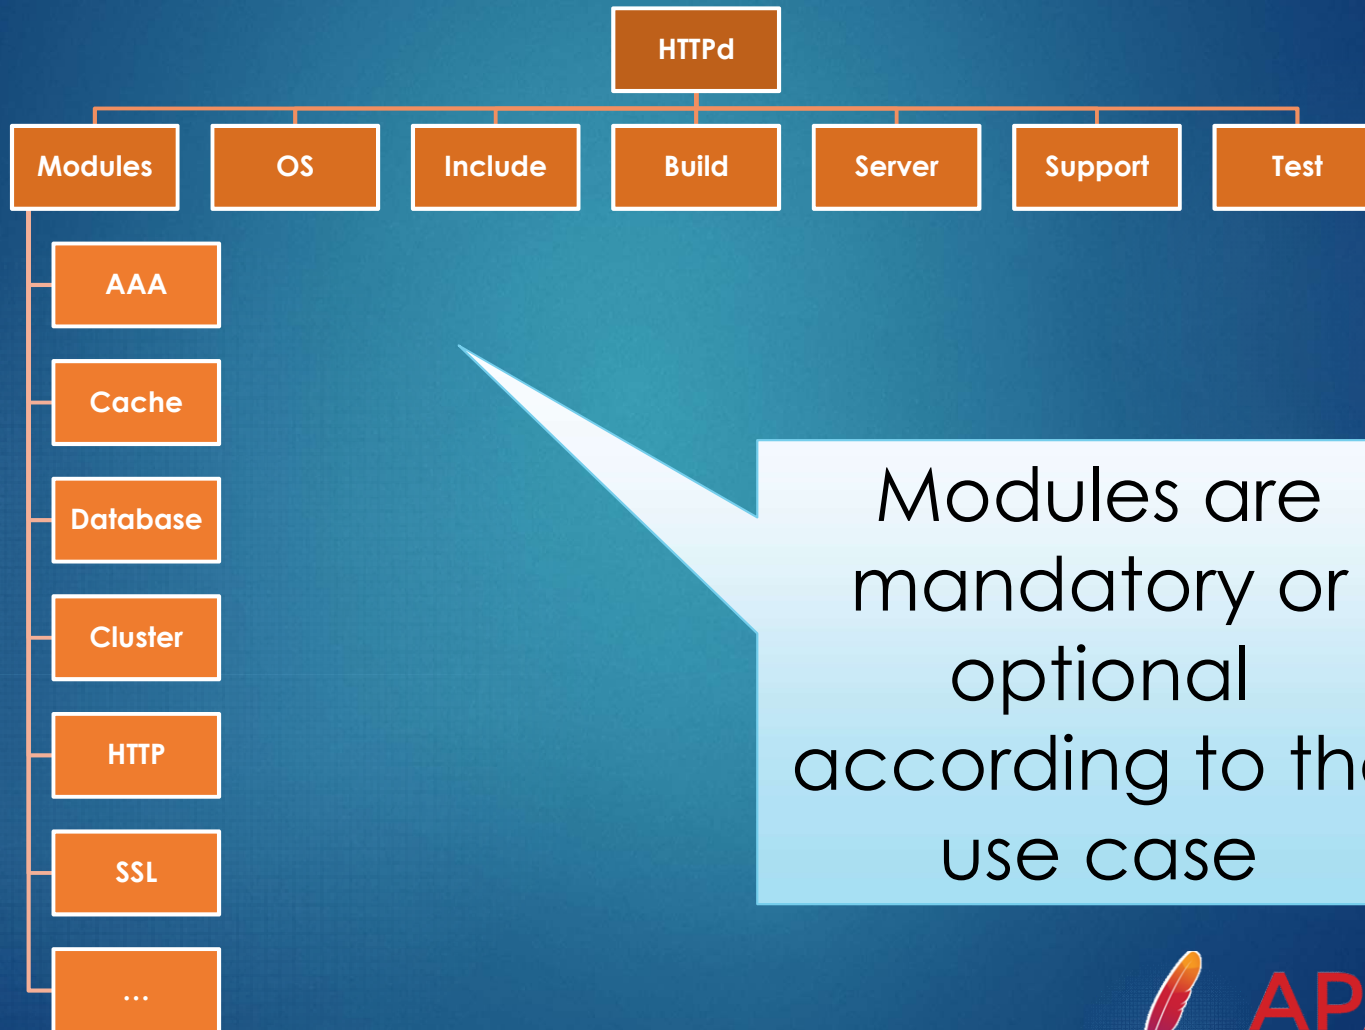 HTTPd
Modules
OS
Include
Build
Server
Support
Test
AAA
Cache
Database
Cluster
HTTP
SSL
...
Modules are
mandatory or
optional
according to the
use case
AP